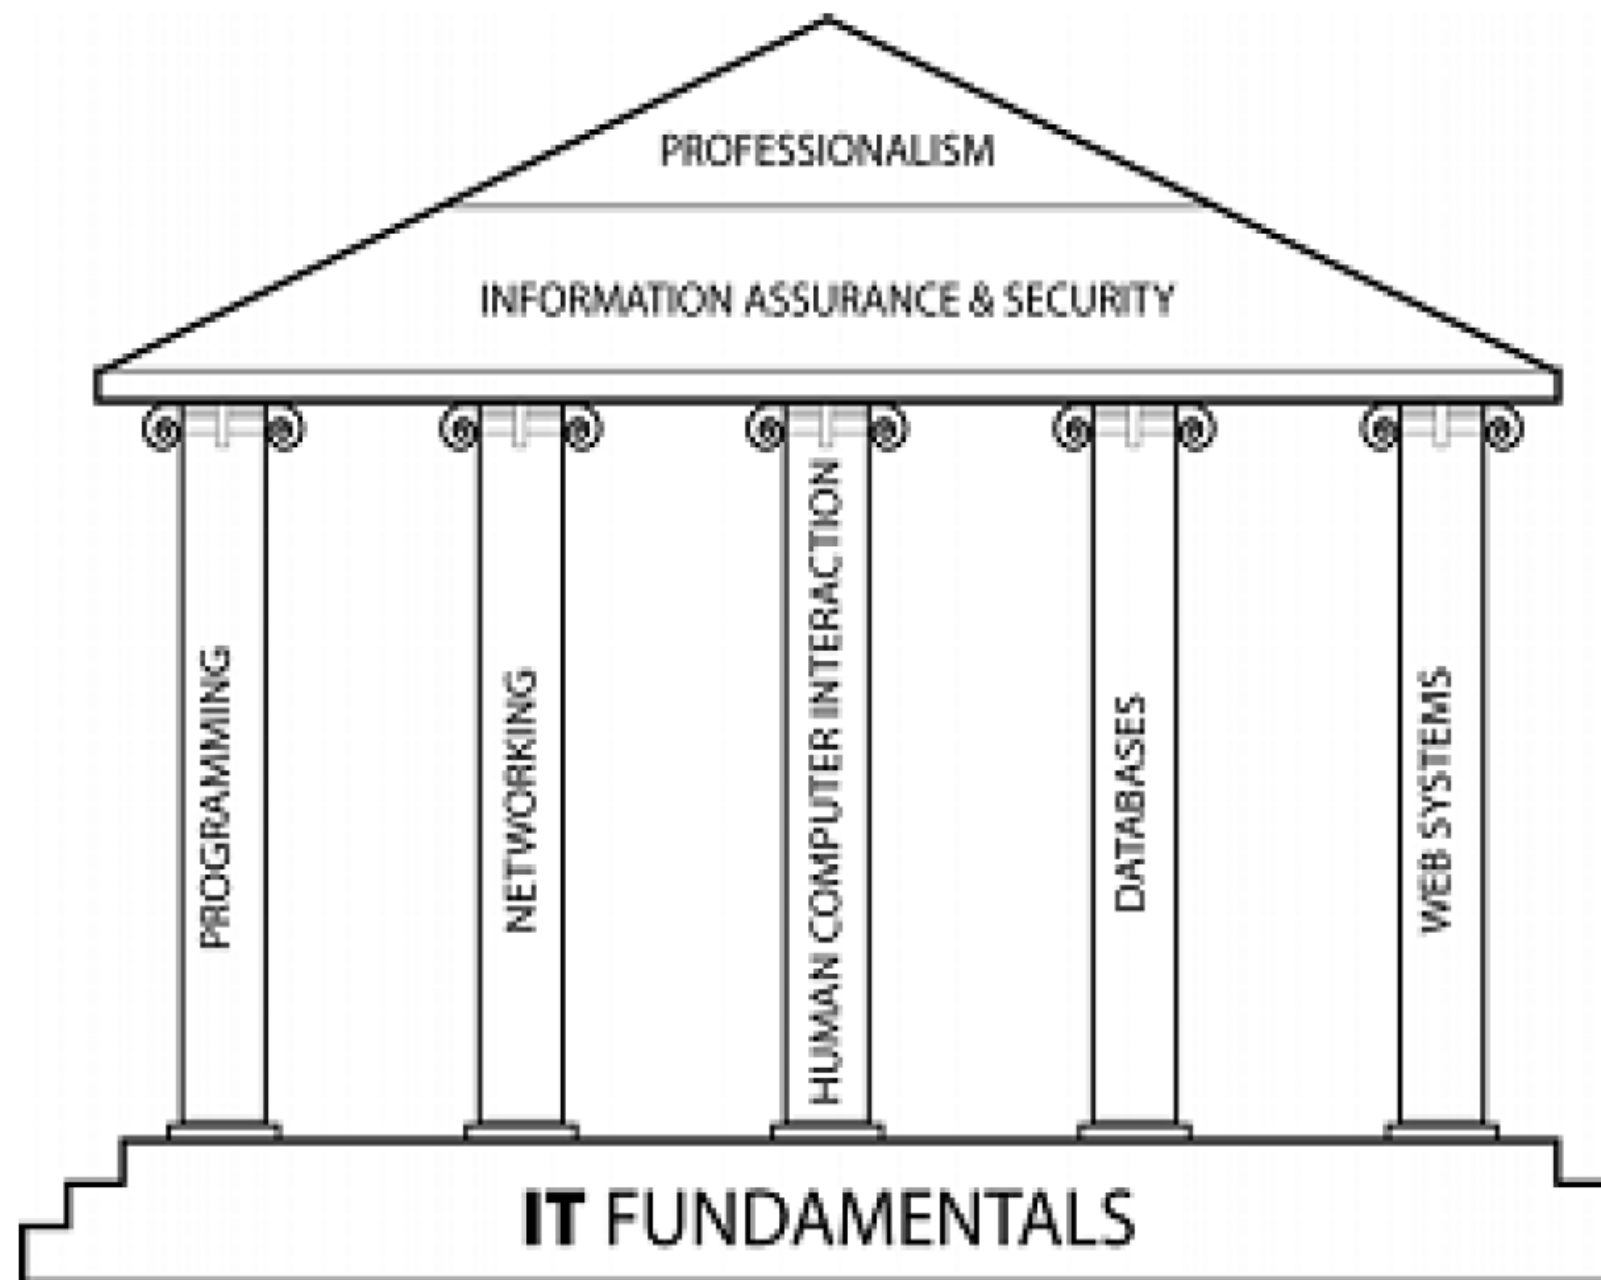 PROFESSIONALISM
INFORMATION ASSURANCE & SECURITY
PROGRAMMING
NETWORKING
HUMAN COMPUTER INTERACTION
DATABASES
WEB SYSTEMS
IT FUNDAMENTALS